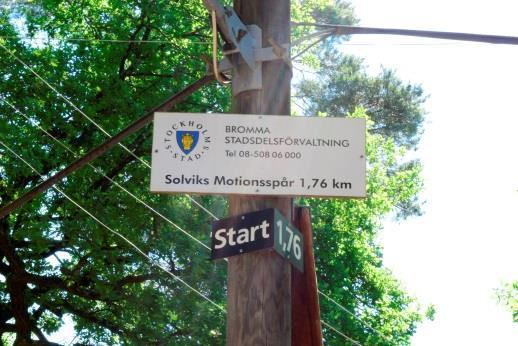 STOCKHOLMS STAD
BROMMA
STADSDELSFÖRVALTNING
Tel 08-508 06 000
Solviks Motionsspår 1,76 km
Start 1,76